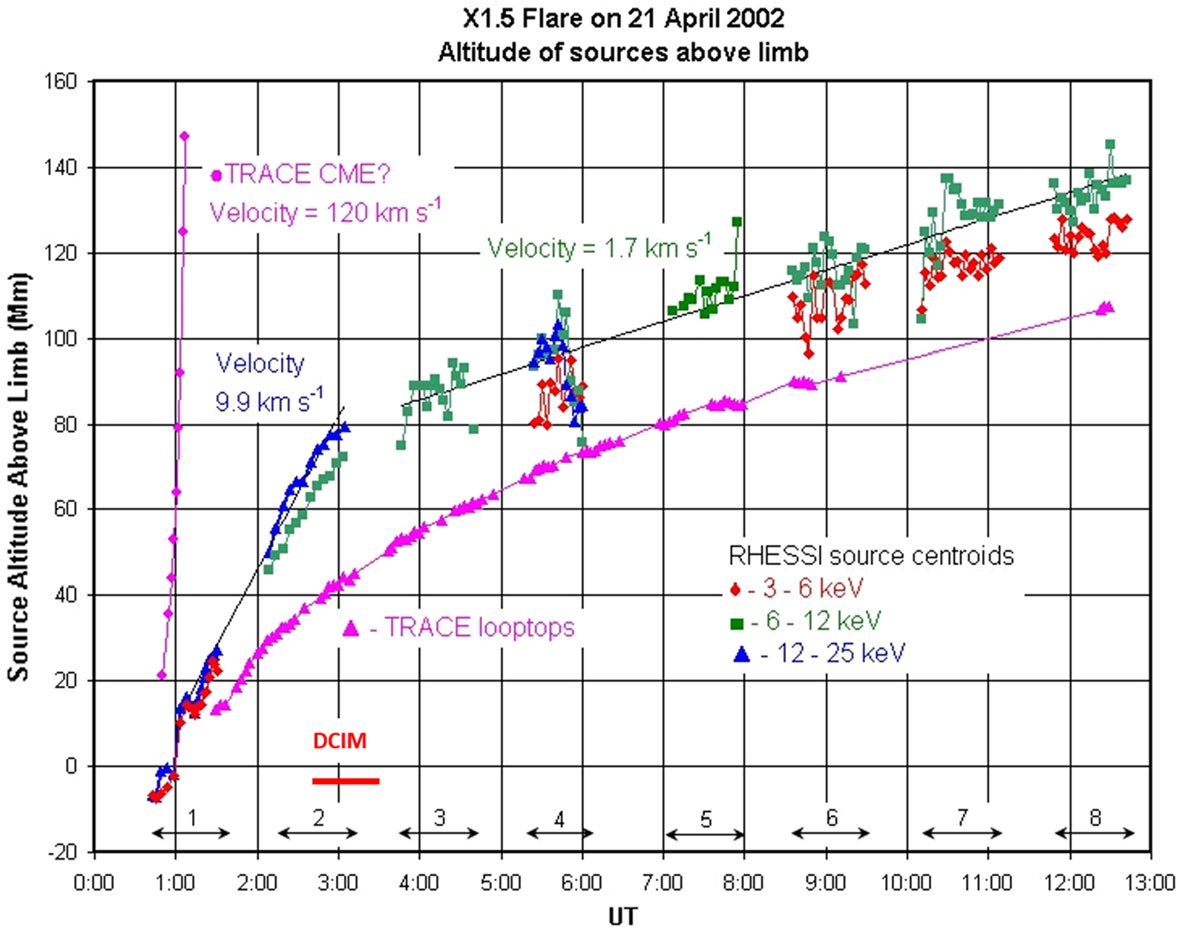 X1.5 Flare on 21 April 2002
Altitude of sources above limb
Source Altitude Above Limb (Mm)
160
140
120
100
80
60
40
20
0
-20
TRACE CME?
Velocity = 120 km s⁻¹
Velocity = 1.7 km s⁻¹
Velocity
9.9 km s⁻¹
RHESSI source centroids
- 3 - 6 keV
- 6 - 12 keV
- 12 - 25 keV
- TRACE looptops
DCIM
1 2 3 4 5 6 7 8
0:00 1:00 2:00 3:00 4:00 5:00 6:00 7:00 8:00 9:00 10:00 11:00 12:00 13:00
UT